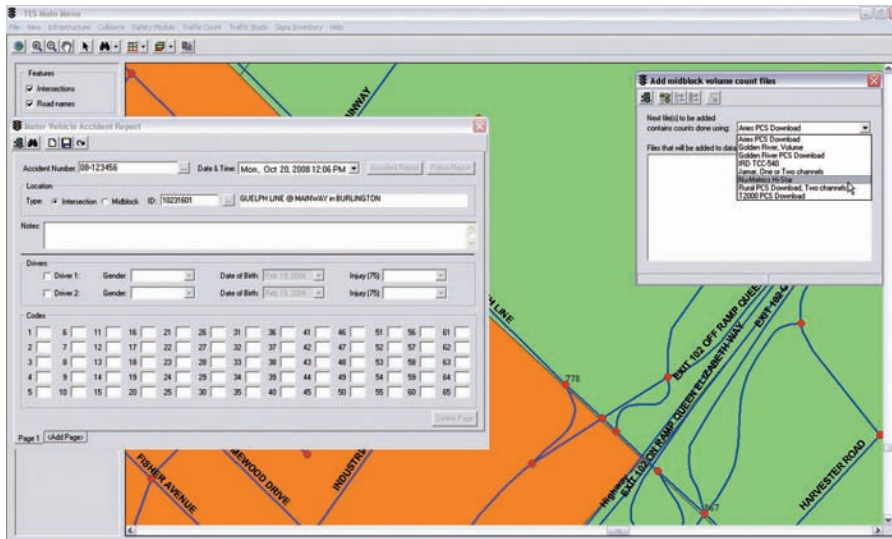 TES Main Menu
File View Infrastructure Collisions Safety Module Traffic Count Traffic Study Signs Inventory Help
Features
Intersections
Road names
Motor Vehicle Accident Report
Accident Number: 08-123456 ... Date & Time: Mon, Oct 20, 2008 12:06 PM Accident Report Police Report
Location
Type: Intersection Midblock ID: 10231601 ... GUELPH LINE @ MAINWAY in BURLINGTON
Notes:
Drivers
Driver 1: Gender: Date of Birth: Feb 19, 2004 Injury (75):
Driver 2: Gender: Date of Birth: Feb 19, 2004 Injury (75):
Codes
1 6 11 16 21 26 31 36 41 46 51 56 61
2 7 12 17 22 27 32 37 42 47 52 57 62
3 8 13 18 23 28 33 38 43 48 53 58 63
4 9 14 19 24 29 34 39 44 49 54 59 64
5 10 15 20 25 30 35 40 45 50 55 60 65
Delete Page
Page 1 <Add Page>
Add midblock volume count files
Next file(s) to be added
contains counts done using: Aries PCS Download
Files that will be added to data
Aries PCS Download
Golden River, Volume
Golden River PCS Download
IRD TCC-540
Jamar, One or Two channels
Nu-Metrics Hi-Star
Rural PCS Download, Two channels
T2000 PCS Download
H LINE
778
EXIT 102 OFF RAMP QUEEN
EXIT 102 ON RAMP QUEEN ELIZABETH WAY
Highway
HARVESTER ROAD
FISHER AVENUE